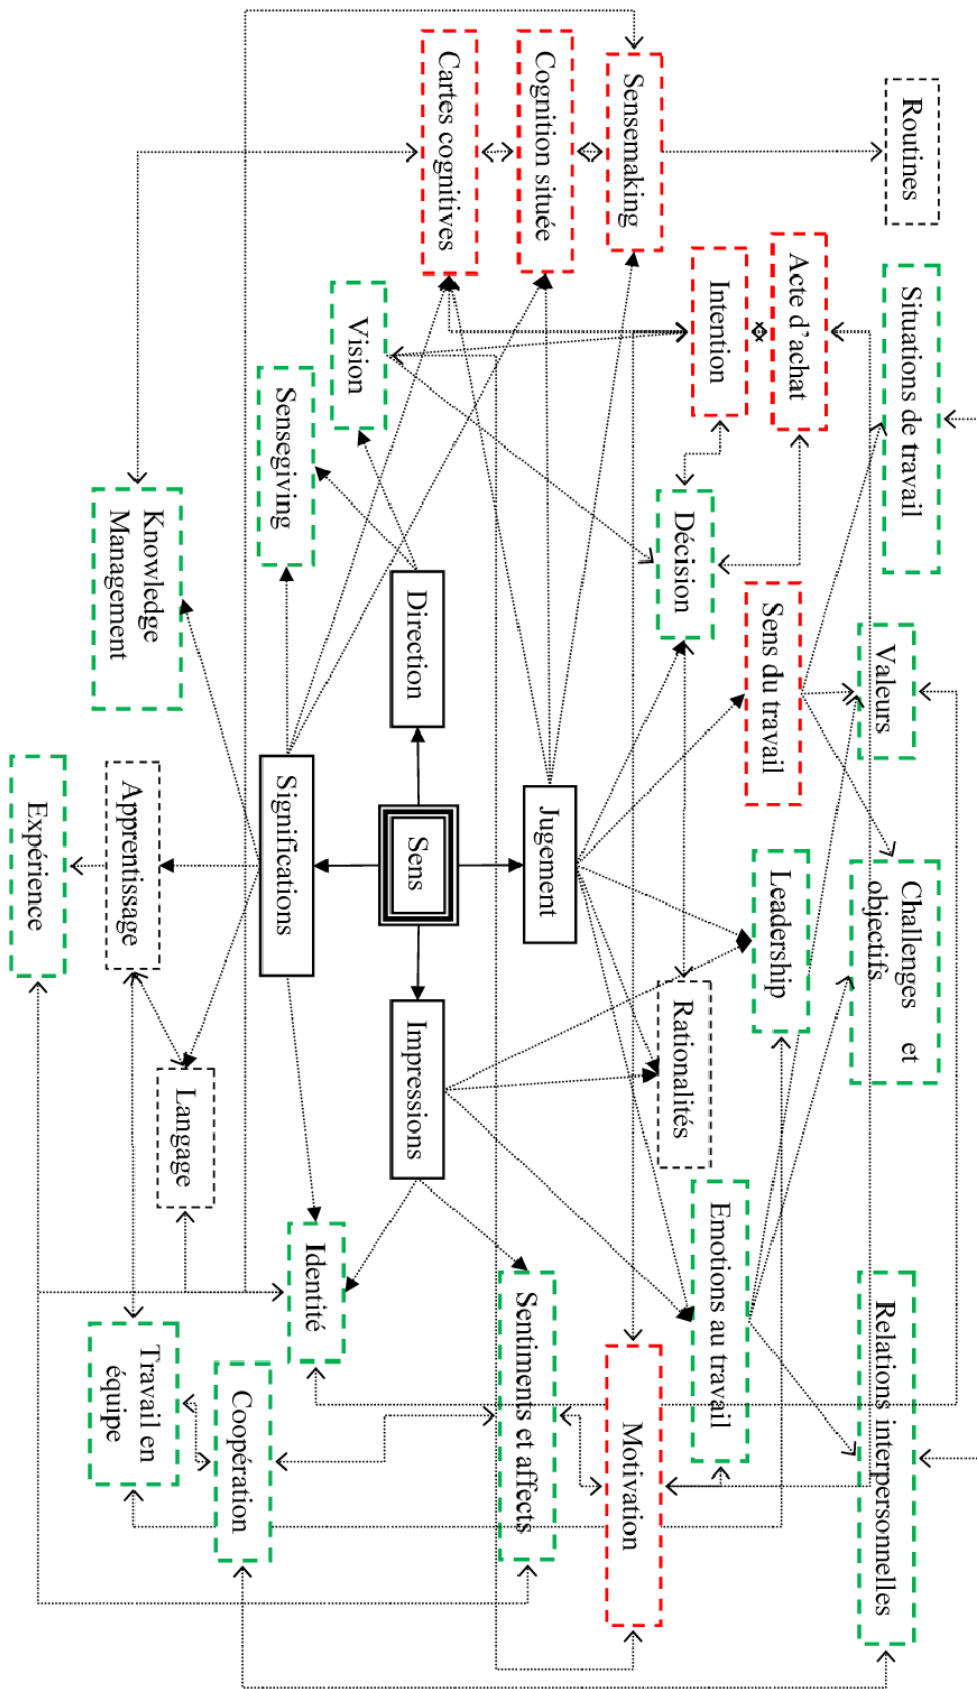 Routines
Situations de travail
Valeurs
Challenges et
objectifs
Relations interpersonnelles
Acte d'achat
Sens du travail
Leadership
Intention
Décision
Rationalités
Emotions au travail
Sensemaking
Motivation
Cognition située
Jugement
Sentiments et affects
Cartes cognitives
Direction
Sens
Impressions
Vision
Identité
Sensegiving
Significations
Coopération
Langage
Knowledge
Management
Apprentissage
Travail en
équipe
Expérience